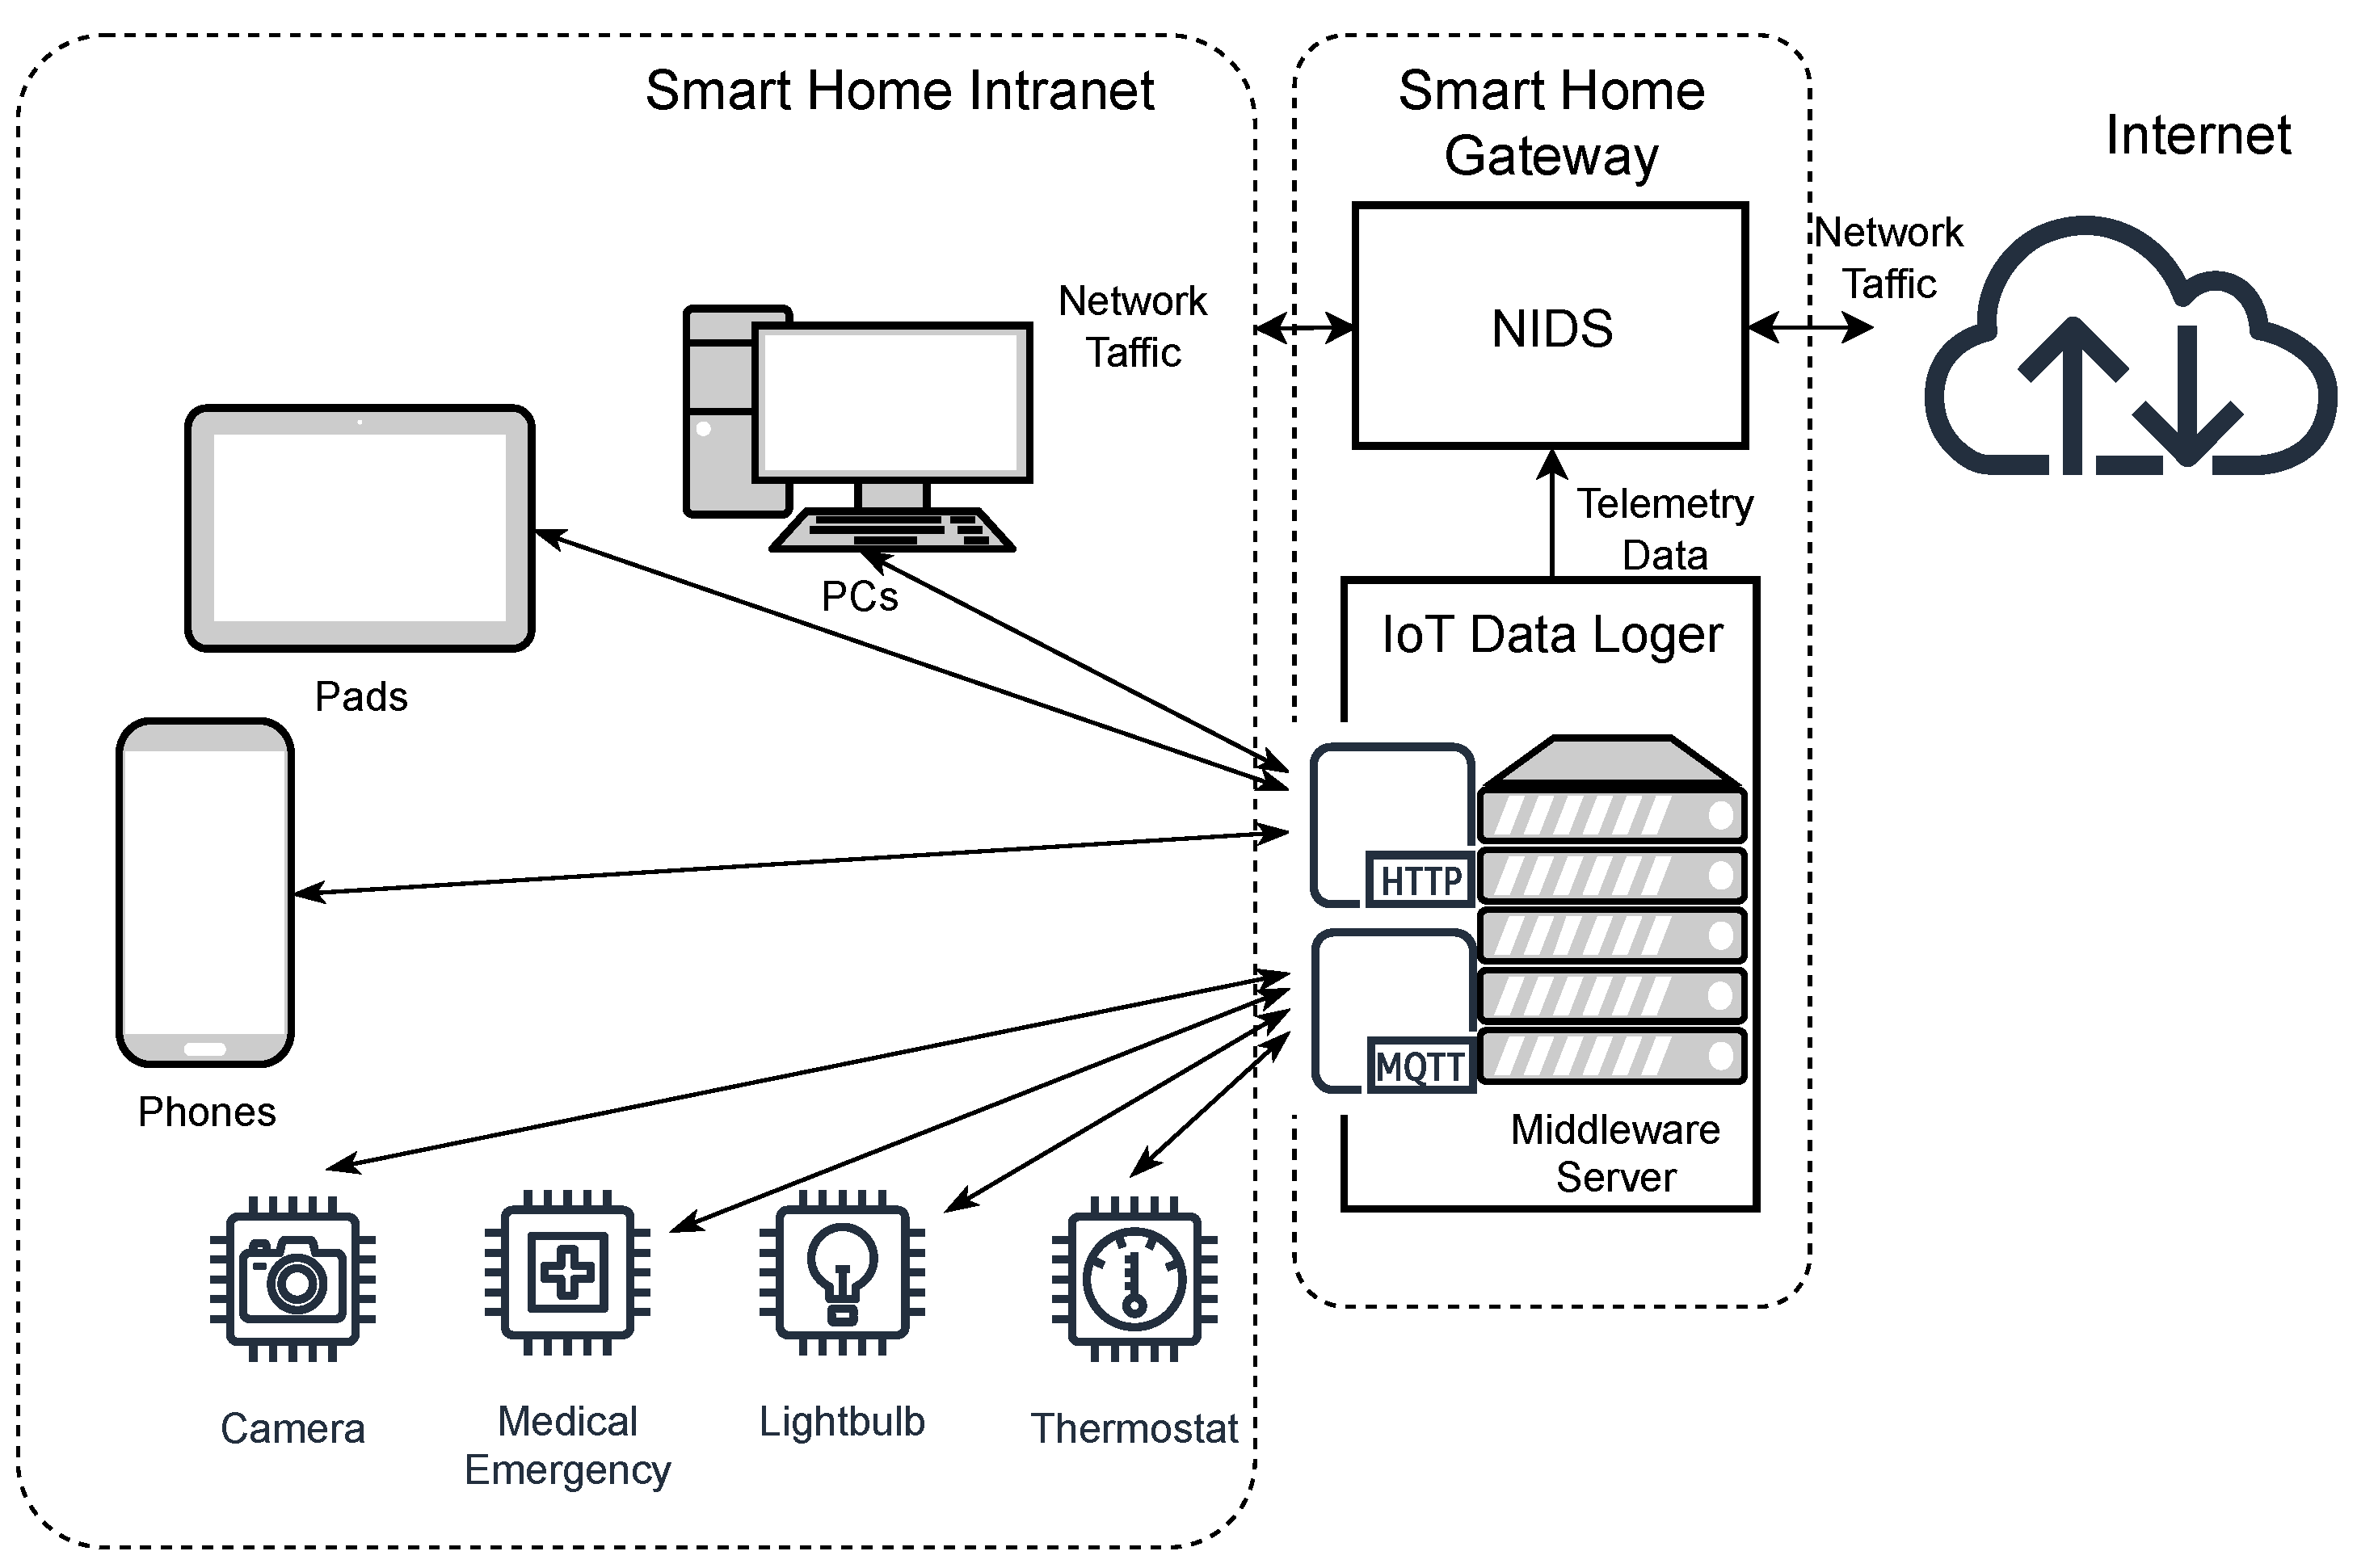 Smart Home Intranet
Smart Home
Gateway
Internet
Network
Taffic
NIDS
Network
Taffic
Telemetry
Data
PCs
IoT Data Loger
Pads
HTTP
MQTT
Phones
Middleware
Server
Camera
Medical
Emergency
Lightbulb
Thermostat